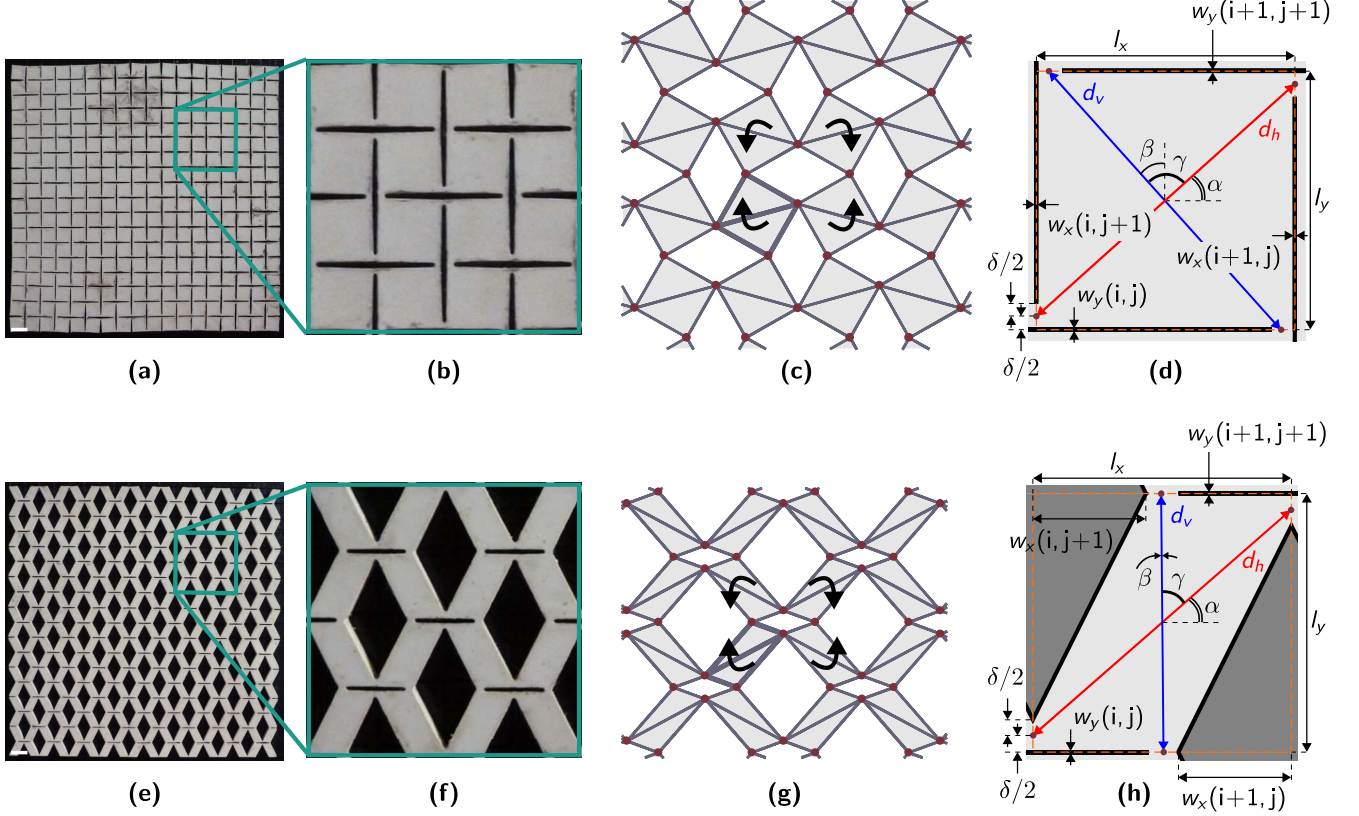 w_y(i+1, j+1)
l_x
d_v
d_h
β
γ
α
l_y
w_x(i, j+1)
w_x(i+1, j)
δ/2
w_y(i, j)
δ/2
(a)
(b)
(c)
(d)
w_y(i+1, j+1)
l_x
d_v
w_x(i, j+1)
d_h
β
γ
α
l_y
δ/2
w_y(i, j)
δ/2
w_x(i+1, j)
(e)
(f)
(g)
(h)